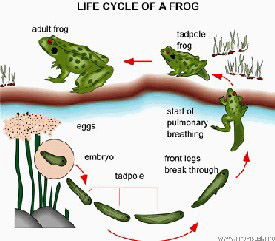 LIFE CYCLE OF A FROG
adult frog
tadpole
frog
eggs
start of
pulmonary
breathing
embryo
front legs
break through
tadpole